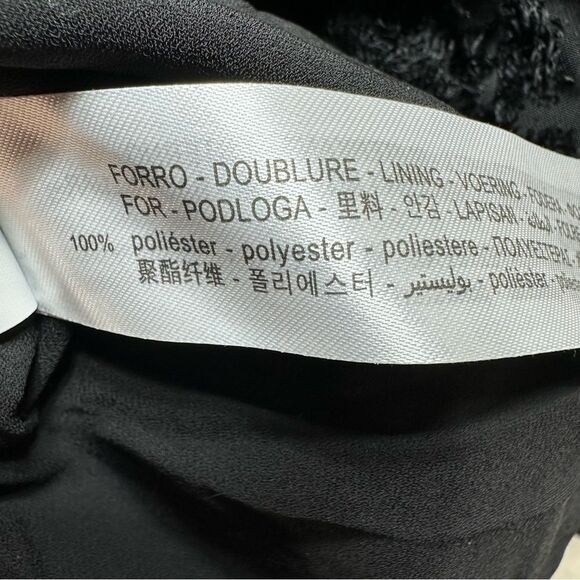 FORRO - DOUBLURE - LINING - VOERING -
FOR - PODLOGA - 里料 - 안감 - LAPISAN -
100% poliéster - polyester - poliestere - ΠΟΛΥΕΣΤΕΡΑΣ -
聚酯纤维 - 폴리에스터 - بوليستير - poliéster -